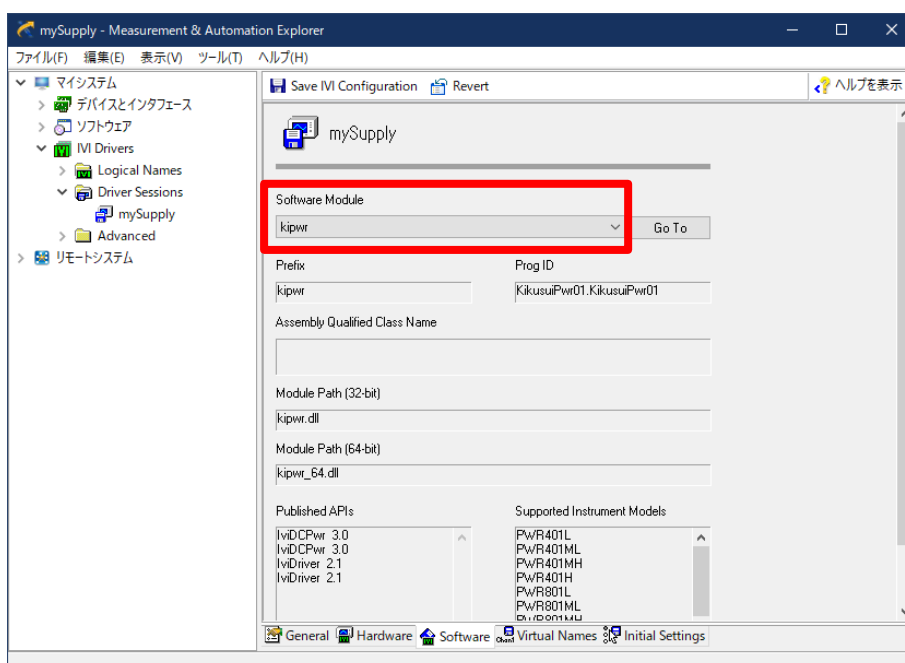 mySupply - Measurement & Automation Explorer
ファイル(F) 編集(E) 表示(V) ツール(T) ヘルプ(H)
マイシステム
デバイスとインタフェース
ソフトウェア
IVI Drivers
Logical Names
Driver Sessions
mySupply
Advanced
リモートシステム
Save IVI Configuration Revert
ヘルプを表示
mySupply
Software Module
kipwr
Go To
Prefix
Prog ID
kipwr
KikusuiPwr01.KikusuiPwr01
Assembly Qualified Class Name
Module Path (32-bit)
kipwr.dll
Module Path (64-bit)
kipwr_64.dll
Published APIs
IviDCPwr 3.0
IviDCPwr 3.0
IviDriver 2.1
IviDriver 2.1
Supported Instrument Models
PWR401L
PWR401ML
PWR401MH
PWR401H
PWR801L
PWR801ML
General Hardware Software Virtual Names Initial Settings